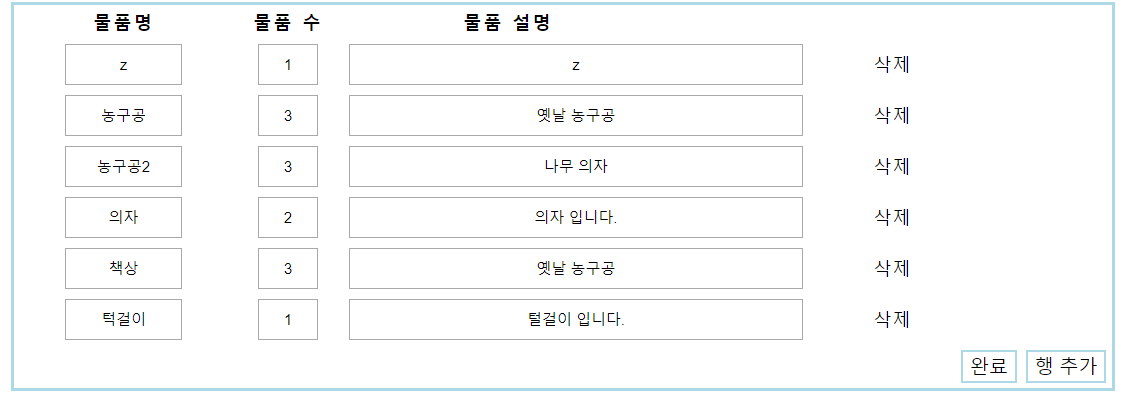 물품명 물품 수 물품 설명
z 1 z 삭제
농구공 3 옛날 농구공 삭제
농구공2 3 나무 의자 삭제
의자 2 의자 입니다. 삭제
책상 3 옛날 농구공 삭제
턱걸이 1 털걸이 입니다. 삭제
완료 행 추가